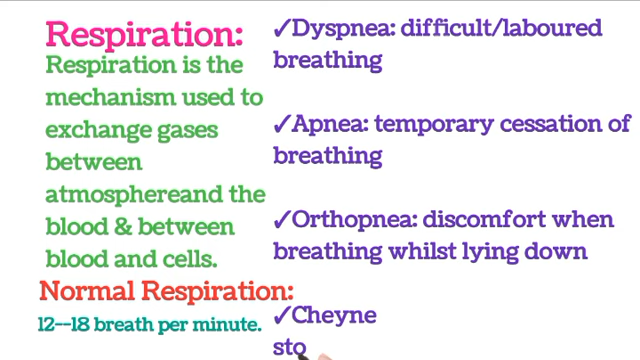 Respiration:
Respiration is the
mechanism used to
exchange gases
between
atmosphereand the
blood & between
blood and cells.
Normal Respiration:
12--18 breath per minute.
✓Dyspnea: difficult/laboured
breathing
✓Apnea: temporary cessation of
breathing
✓Orthopnea: discomfort when
breathing whilst lying down
✓Cheyne
sto